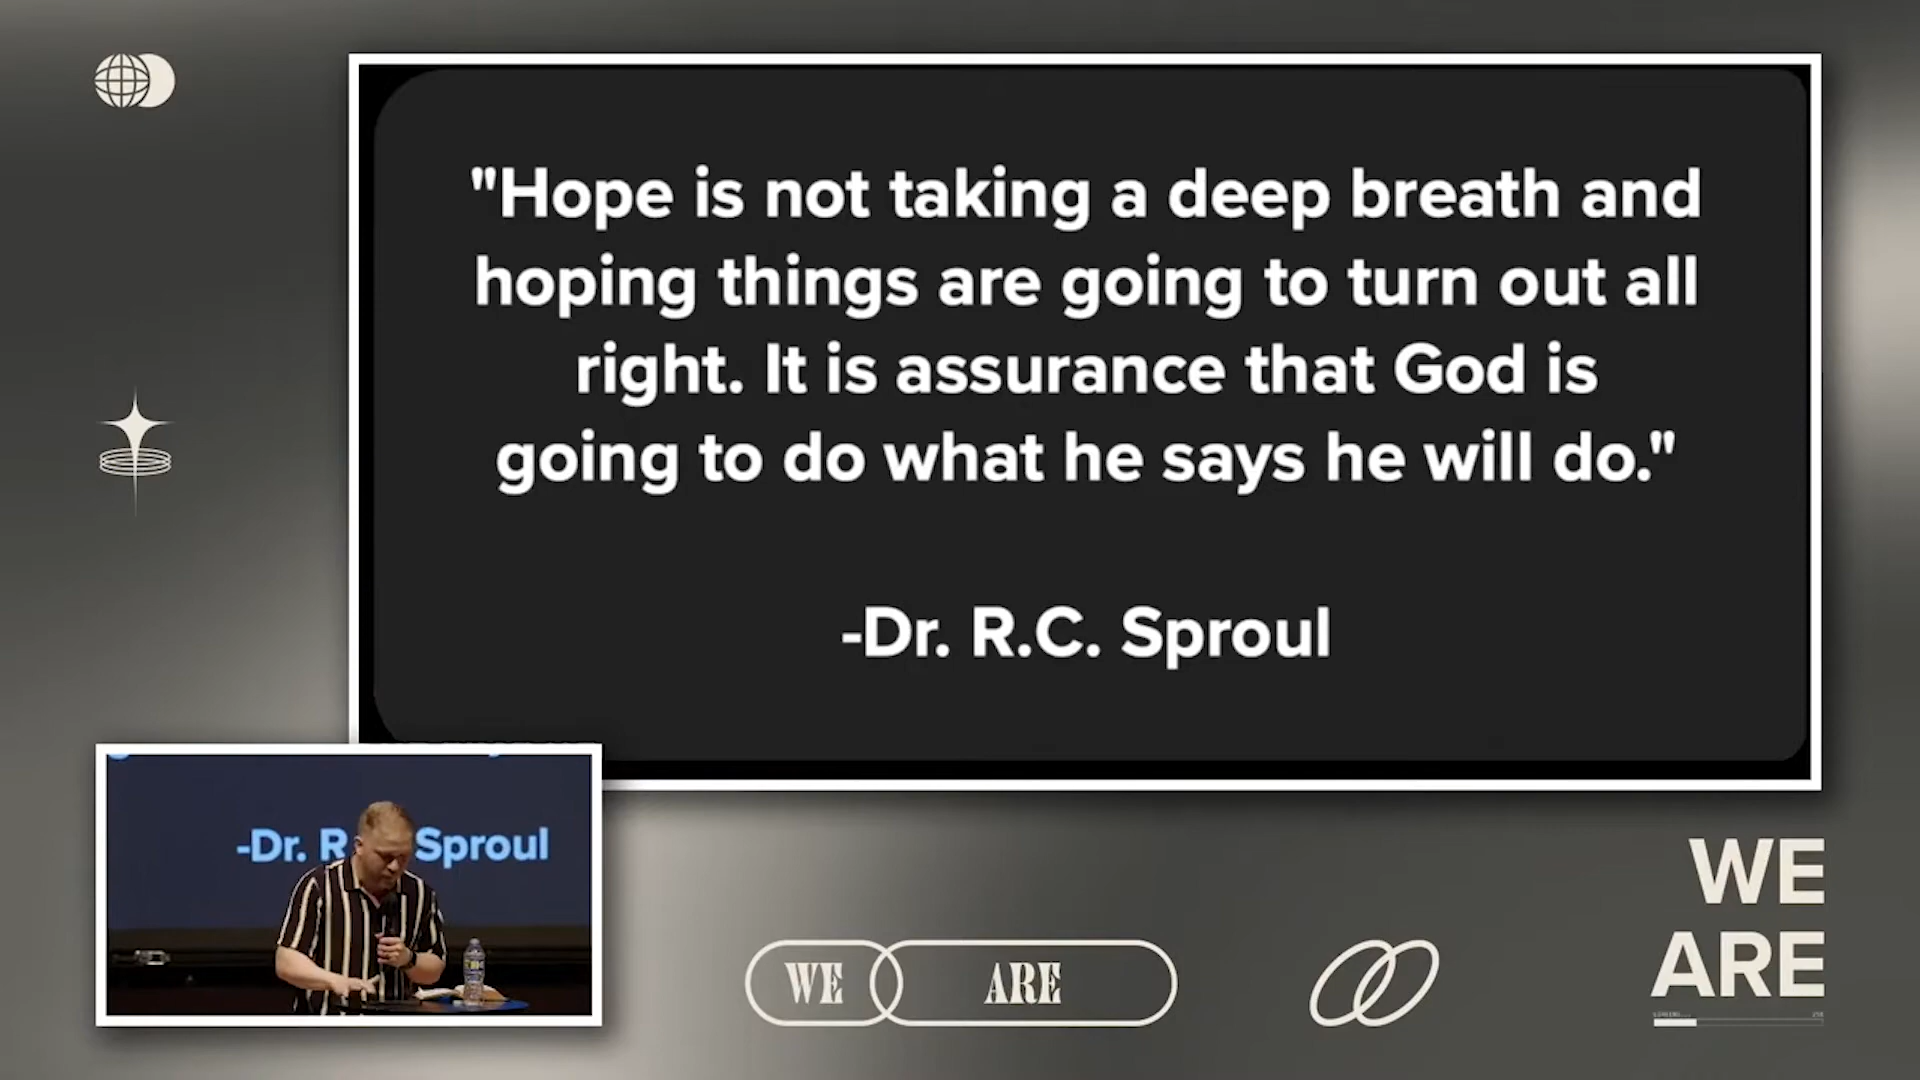 "Hope is not taking a deep breath and
hoping things are going to turn out all
right. It is assurance that God is
going to do what he says he will do."
-Dr. R.C. Sproul
-Dr. R Sproul
WE ARE
WE
ARE